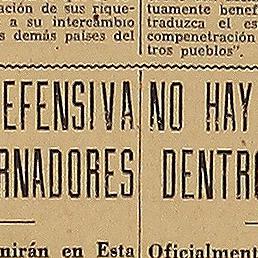 ación de sus rique-
a su intercambio
s demás países del
tuamente benef
traduzca el es
compenetración
tros pueblos".
EFENSIVA
RNADORES
nirán en Esta
NO HAY
DENTRO
Oficialment